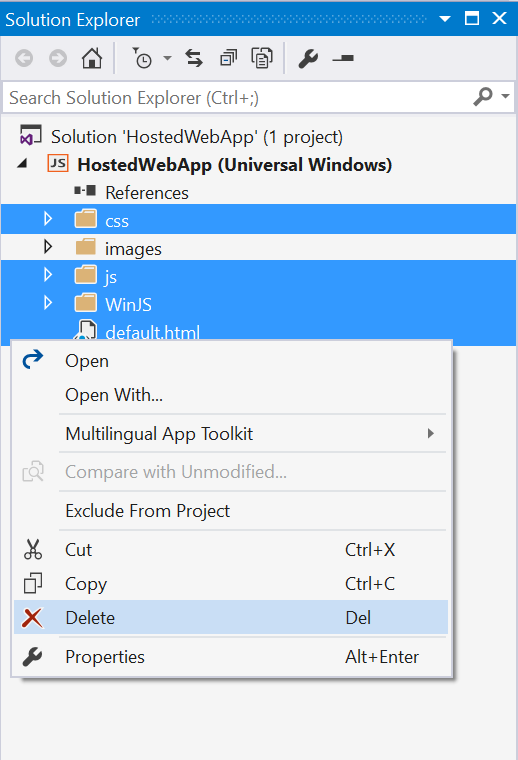 Solution Explorer
Search Solution Explorer (Ctrl+;)
Solution 'HostedWebApp' (1 project)
JS HostedWebApp (Universal Windows)
References
css
images
js
WinJS
default.html
Open
Open With...
Multilingual App Toolkit
Compare with Unmodified...
Exclude From Project
Cut Ctrl+X
Copy Ctrl+C
Delete Del
Properties Alt+Enter